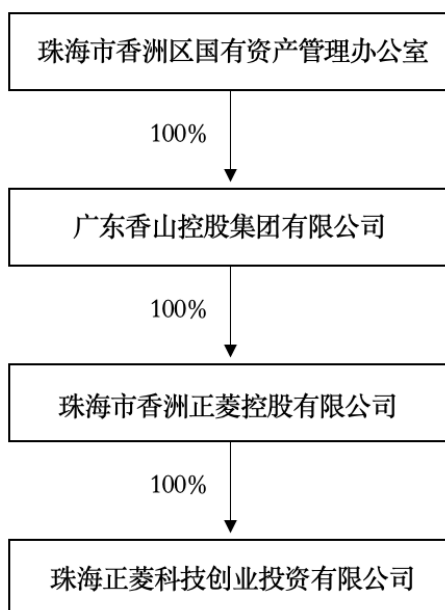 珠海市香洲区国有资产管理办公室
100%
广东香山控股集团有限公司
100%
珠海市香洲正菱控股有限公司
100%
珠海正菱科技创业投资有限公司